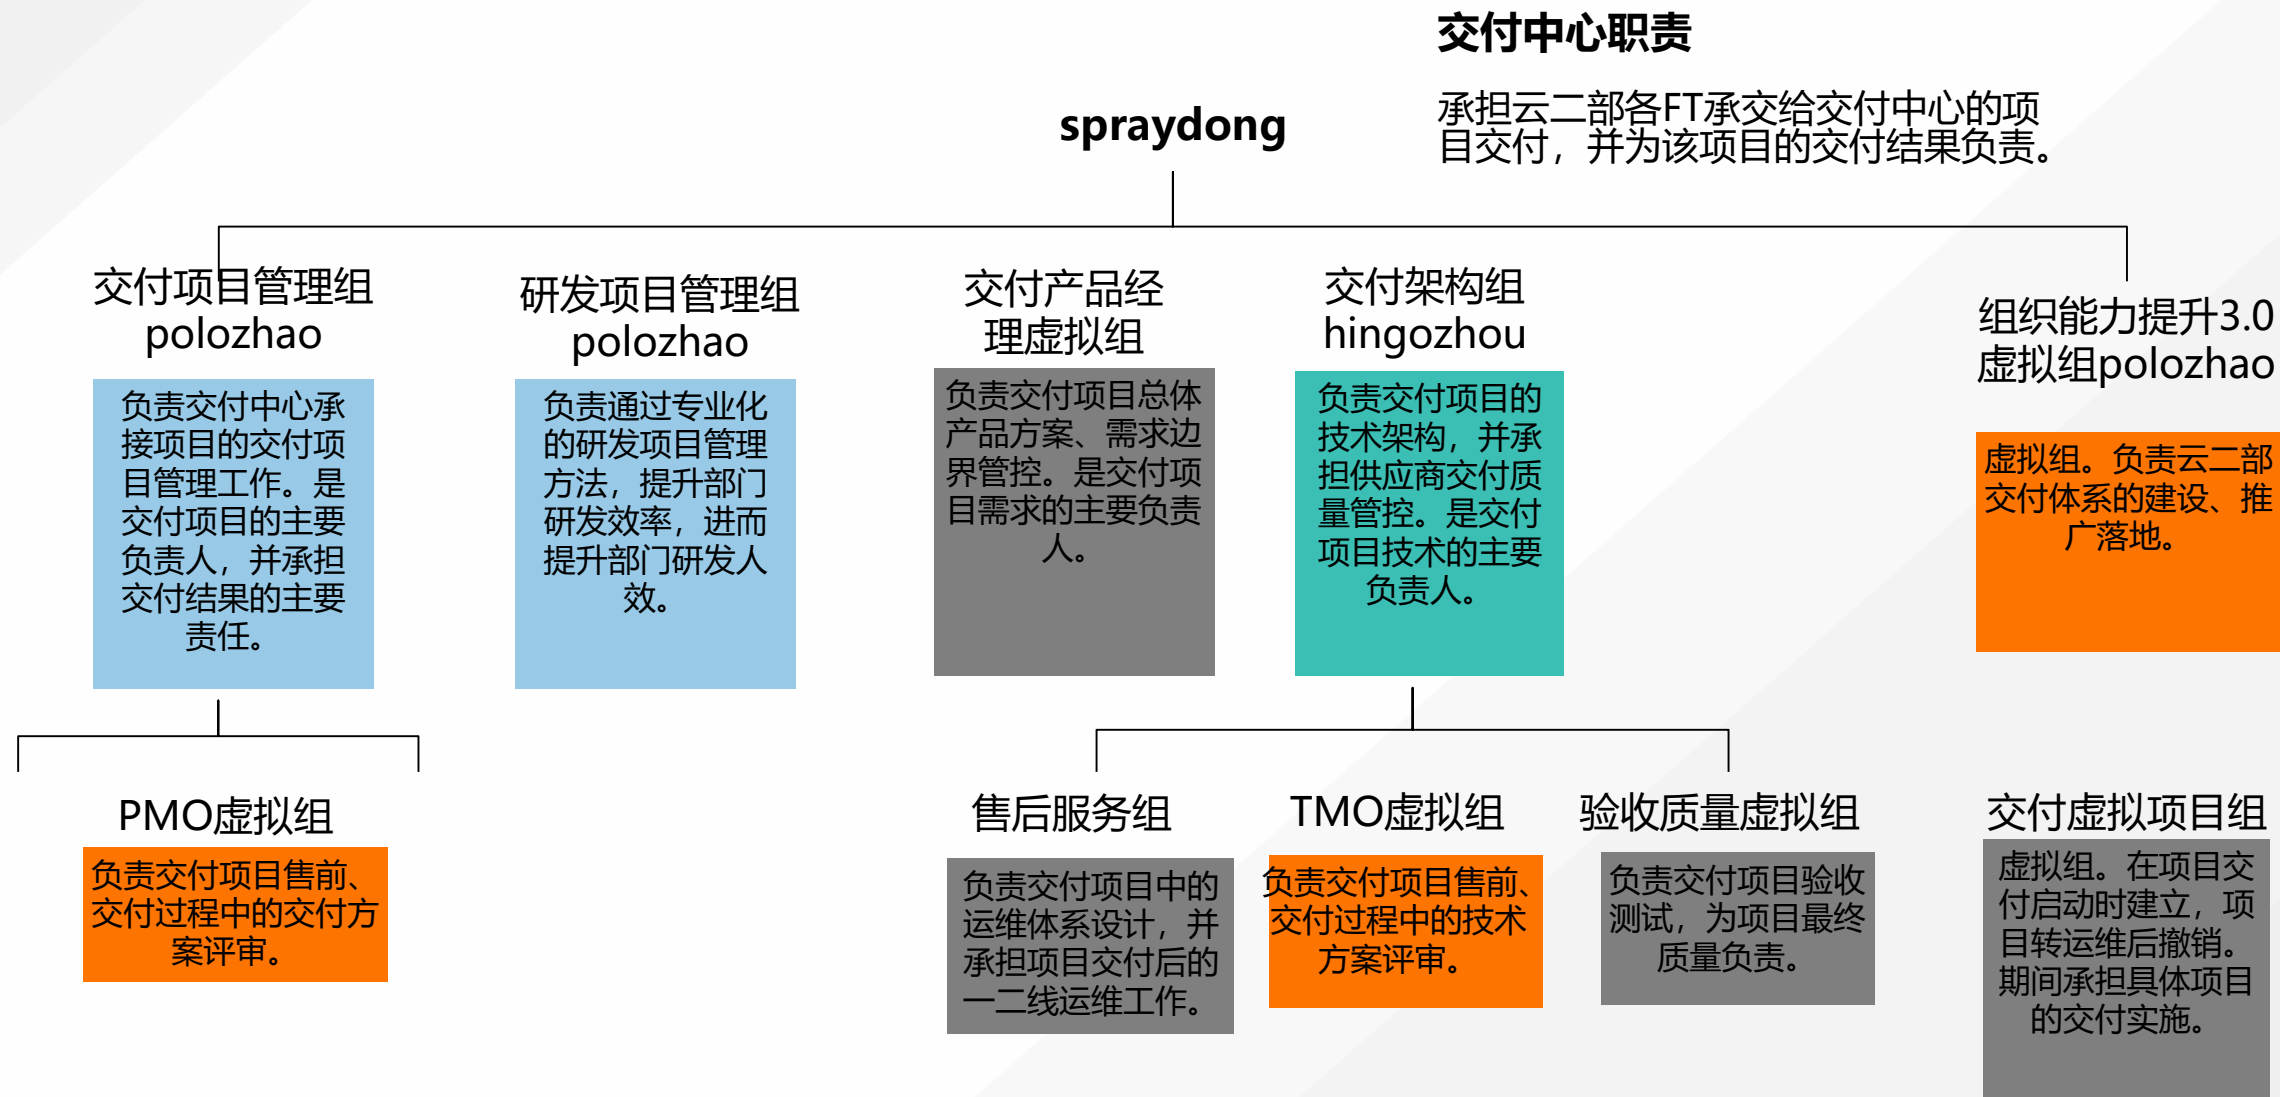 交付中心职责
承担云二部各FT承交给交付中心的项
目交付，并为该项目的交付结果负责。
spraydong
交付项目管理组
polozhao
负责交付中心承
接项目的交付项
目管理工作。是
交付项目的主要
负责人，并承担
交付结果的主要
责任。
研发项目管理组
polozhao
负责通过专业化
的研发项目管理
方法，提升部门
研发效率，进而
提升部门研发人
效。
交付产品经
理虚拟组
负责交付项目总体
产品方案、需求边
界管控。是交付项
目需求的主要负责
人。
交付架构组
hingozhou
负责交付项目的
技术架构，并承
担供应商交付质
量管控。是交付
项目技术的主要
负责人。
组织能力提升3.0
虚拟组polozhao
虚拟组。负责云二部
交付体系的建设、推
广落地。
PMO虚拟组
负责交付项目售前、
交付过程中的交付方
案评审。
售后服务组
负责交付项目中的
运维体系设计，并
承担项目交付后的
一二线运维工作。
TMO虚拟组
负责交付项目售前、
交付过程中的技术
方案评审。
验收质量虚拟组
负责交付项目验收
测试，为项目最终
质量负责。
交付虚拟项目组
虚拟组。在项目交
付启动时建立，项
目转运维后撤销。
期间承担具体项目
的交付实施。